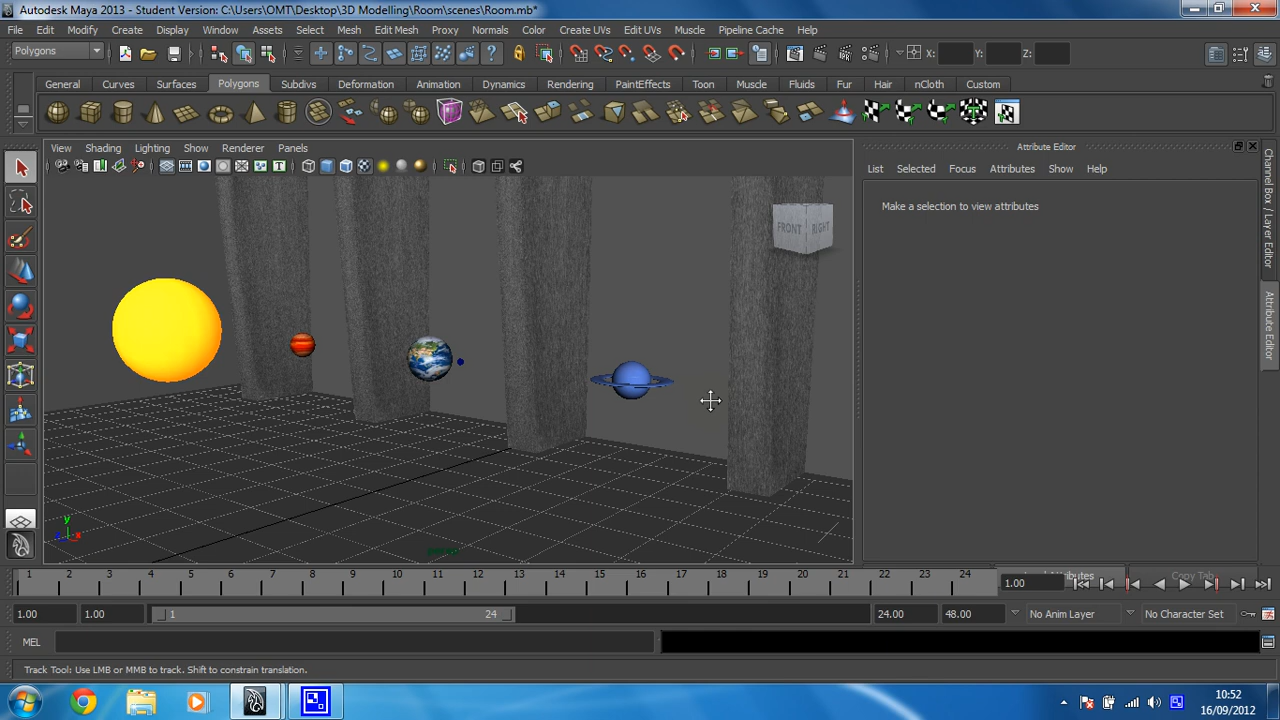 Autodesk Maya 2013 - Student Version: C:\Users\OMT\Desktop\3D Modelling\Room\scenes\Room.mb*
File Edit Modify Create Display Window Assets Select Mesh Edit Mesh Proxy Normals Color Create UVs Edit UVs Muscle Pipeline Cache Help
Polygons X: Y: Z:
General Curves Surfaces Polygons Subdivs Deformation Animation Dynamics Rendering PaintEffects Toon Muscle Fluids Fur Hair nCloth Custom
View Shading Lighting Show Renderer Panels
Attribute Editor
List Selected Focus Attributes Show Help
Make a selection to view attributes
Channel Box / Layer Editor
Attribute Editor
FRONT RIGHT
y
x
1 2 3 4 5 6 7 8 9 10 11 12 13 14 15 16 17 18 19 20 21 22 23 24
1.00
Copy Tab
1.00 1.00 1 24 24.00 48.00 No Anim Layer No Character Set
MEL
Track Tool: Use LMB or MMB to track. Shift to constrain translation.
10:52
16/09/2012